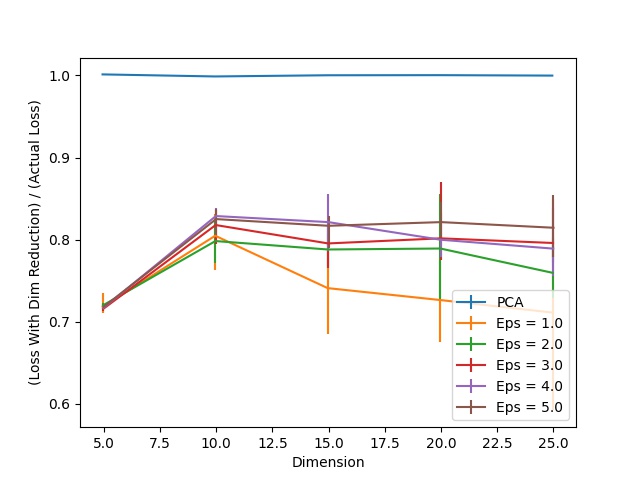 1.0
0.9
0.8
0.7
0.6
(Loss With Dim Reduction) / (Actual Loss)
PCA
Eps = 1.0
Eps = 2.0
Eps = 3.0
Eps = 4.0
Eps = 5.0
5.0 7.5 10.0 12.5 15.0 17.5 20.0 22.5 25.0
Dimension